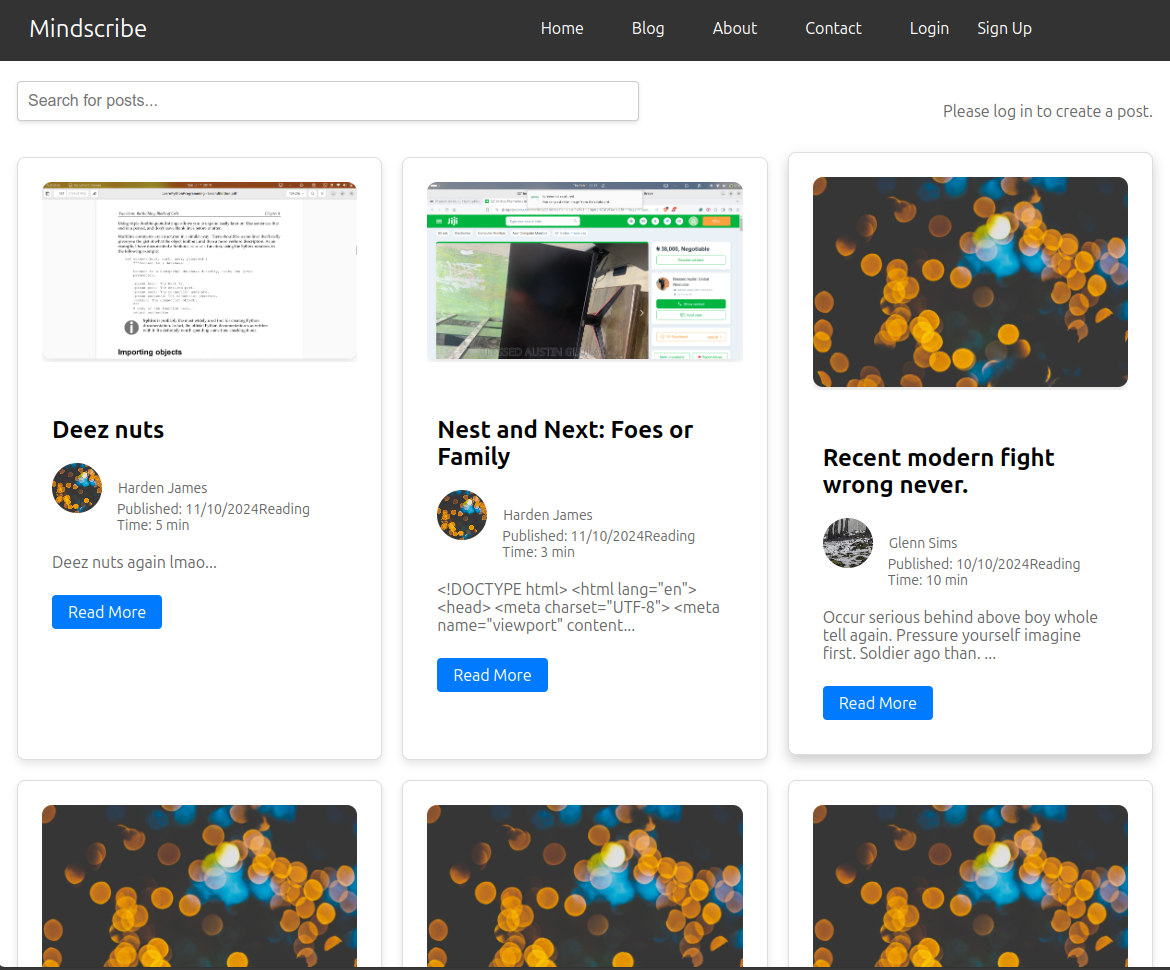 Mindscribe
Home Blog About Contact Login Sign Up
Search for posts...
Please log in to create a post.
Importing objects
Jiji
₦ 38,000, Negotiable
Deez nuts
Harden James
Published: 11/10/2024Reading
Time: 5 min
Deez nuts again lmao...
Read More
Nest and Next: Foes or
Family
Harden James
Published: 11/10/2024Reading
Time: 3 min
<!DOCTYPE html> <html lang="en">
<head> <meta charset="UTF-8"> <meta
name="viewport" content...
Read More
Recent modern fight
wrong never.
Glenn Sims
Published: 10/10/2024Reading
Time: 10 min
Occur serious behind above boy whole
tell again. Pressure yourself imagine
first. Soldier ago than. ...
Read More